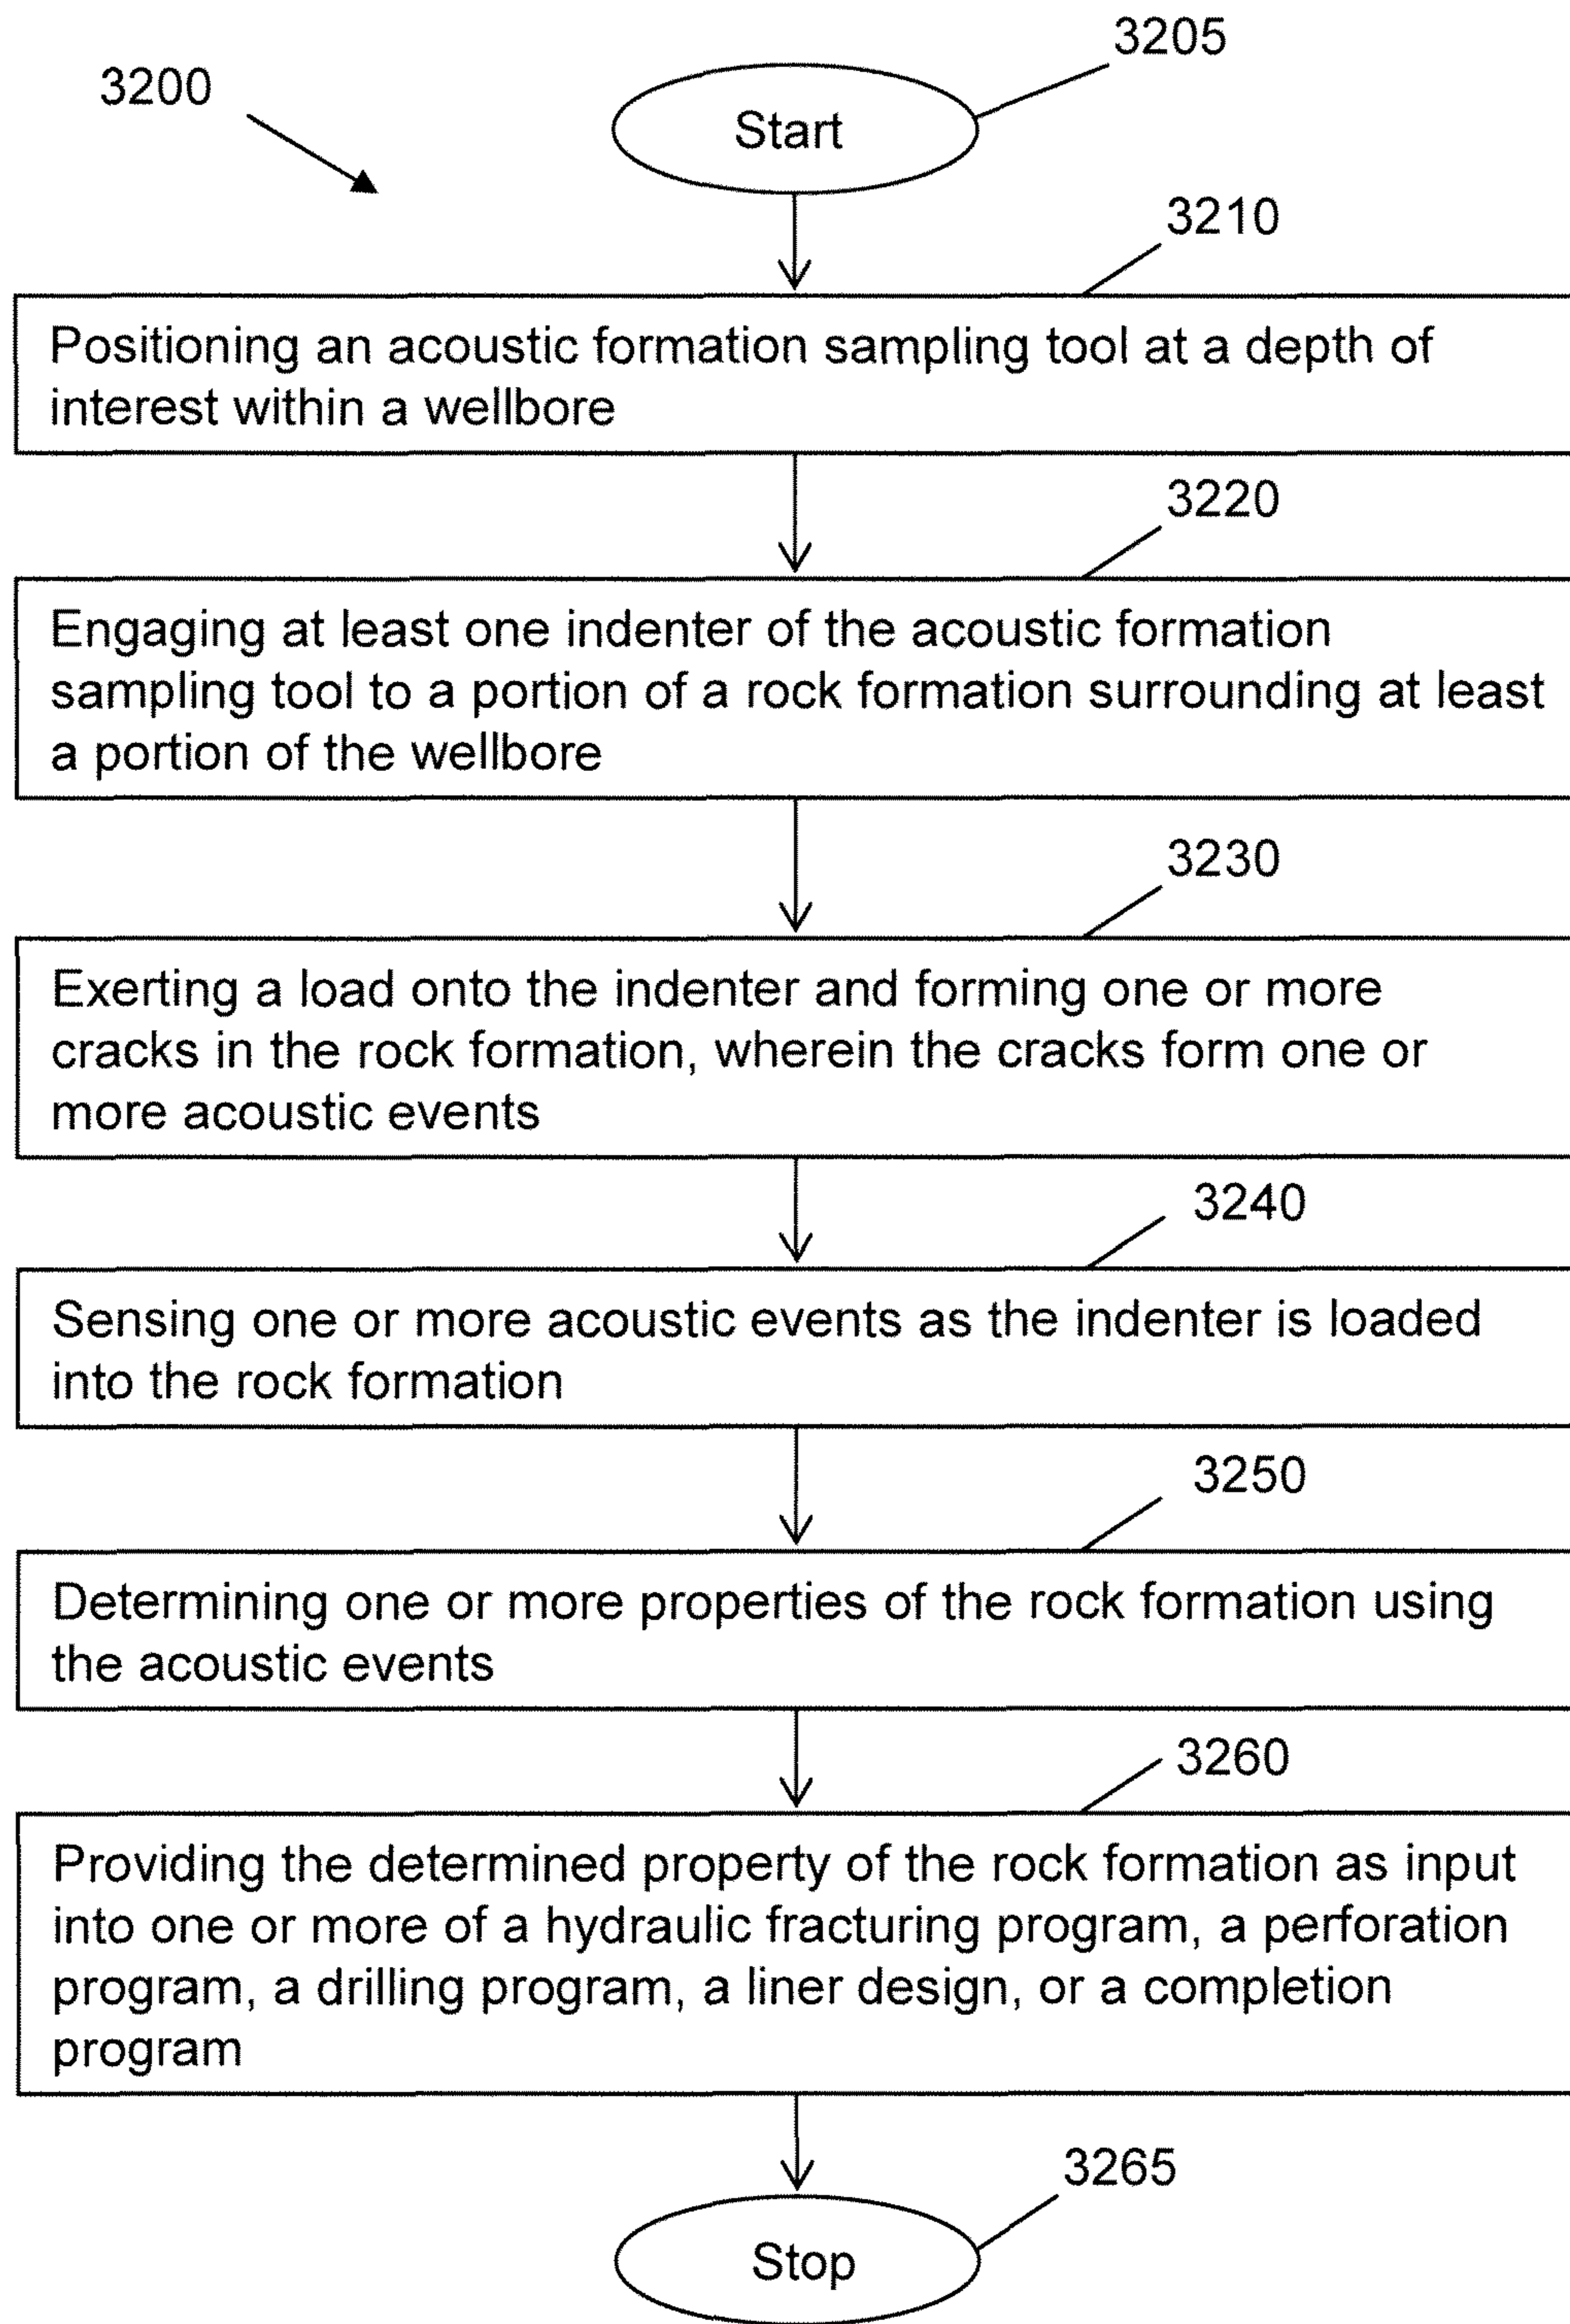 3200
3205
Start
3210
Positioning an acoustic formation sampling tool at a depth of
interest within a wellbore
3220
Engaging at least one indenter of the acoustic formation
sampling tool to a portion of a rock formation surrounding at least
a portion of the wellbore
3230
Exerting a load onto the indenter and forming one or more
cracks in the rock formation, wherein the cracks form one or
more acoustic events
3240
Sensing one or more acoustic events as the indenter is loaded
into the rock formation
3250
Determining one or more properties of the rock formation using
the acoustic events
3260
Providing the determined property of the rock formation as input
into one or more of a hydraulic fracturing program, a perforation
program, a drilling program, a liner design, or a completion
program
3265
Stop